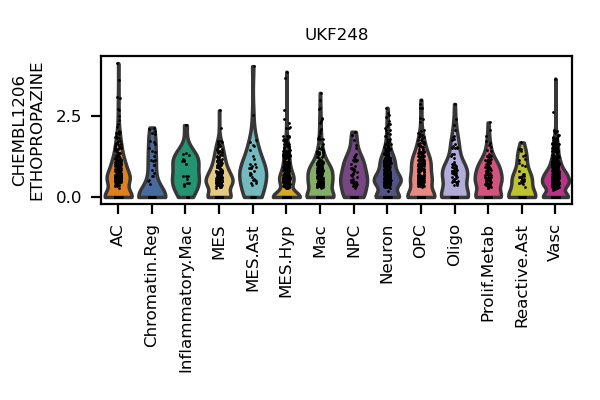 UKF248
CHEMBL1206
ETHOPROPAZINE
2.5
0.0
AC
Chromatin.Reg
Inflammatory.Mac
MES
MES.Ast
MES.Hyp
Mac
NPC
Neuron
OPC
Oligo
Prolif.Metab
Reactive.Ast
Vasc